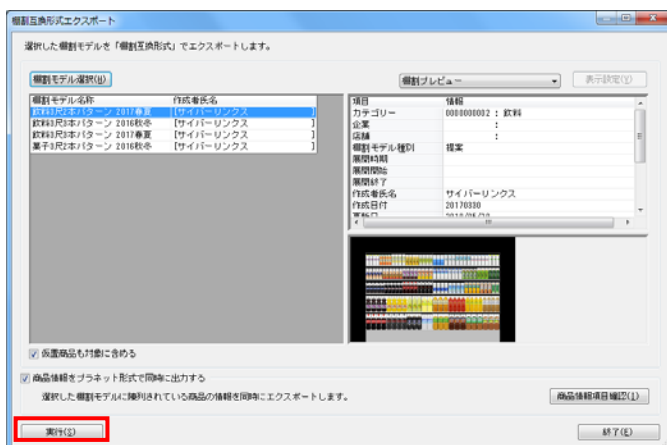 棚割互換形式エクスポート
選択した棚割モデルを「棚割互換形式」でエクスポートします。
棚割モデル選択(M)
棚割プレビュー
表示設定(V)
棚割モデル名称 作成者氏名
飲料3尺2本パターン 2017春夏 [サイバーリンクス ]
飲料3尺3本パターン 2016秋冬 [サイバーリンクス ]
飲料3尺3本パターン 2017春夏 [サイバーリンクス ]
菓子3尺2本パターン 2016秋冬 [サイバーリンクス ]
項目 情報
カテゴリー 0000000002 : 飲料
企業 :
店舗 :
棚割モデル種別 提案
展開時期
展開開始
展開終了
作成者氏名 サイバーリンクス
作成日付 20170330
仮置商品も対象に含める
商品情報をプラネット形式で同時に出力する
選択した棚割モデルに陳列されている商品の情報を同時にエクスポートします。
商品情報項目確認(I)
実行(S)
終了(E)